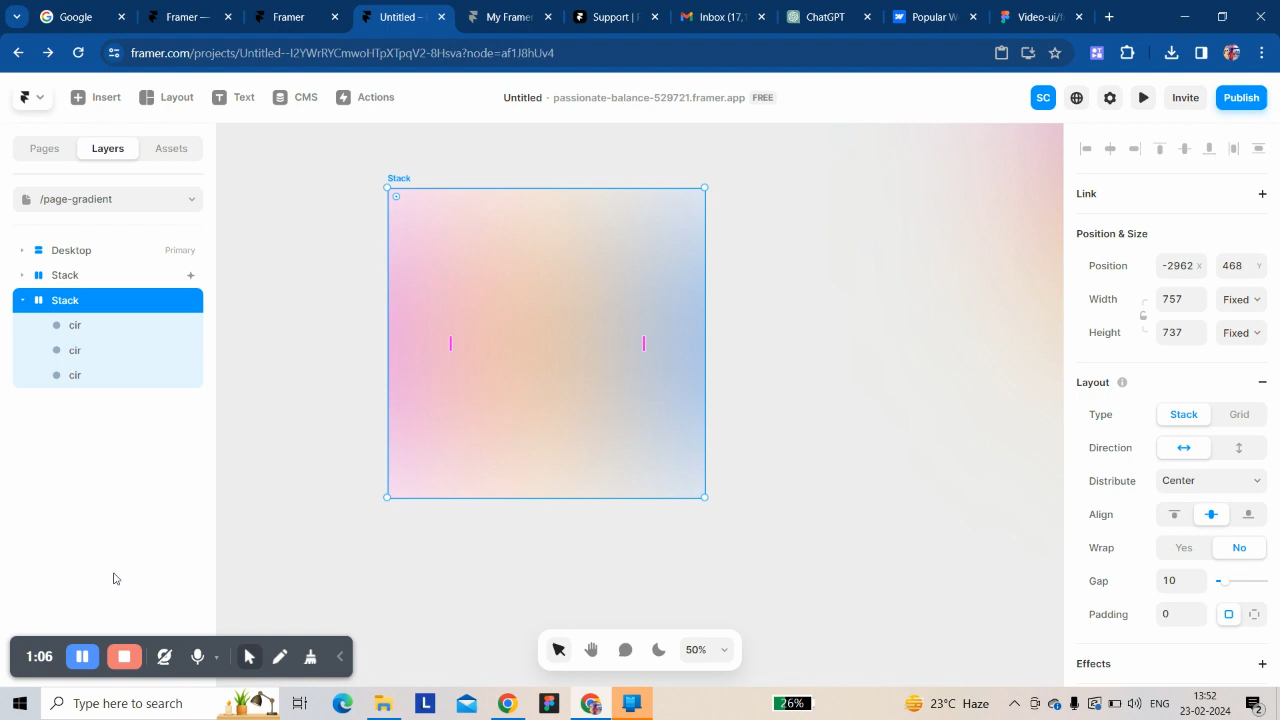 Framer —
Framer
Untitled –
My Frame
Support | F
Inbox (17,1
ChatGPT
Popular We
Video-ui/
framer.com/projects/Untitled--I2YWrRYCmwoHTpXTpqV2-8Hsva?node=af1J8hUv4
Insert
Layout
Text
CMS
Actions
Untitled · passionate-balance-529721.framer.app FREE
SC
Invite
Publish
Pages
Layers
Assets
/page-gradient
Desktop
Primary
Stack
Stack
cir
cir
cir
Stack
Link
Position & Size
Position
-2962 X
468 Y
Width
757
Fixed
Height
737
Fixed
Layout
Type
Stack
Grid
Direction
Distribute
Center
Align
Wrap
Yes
No
Gap
10
Padding
0
Effects
1:06
50%
Type here to search
26%
23°C Haze
ENG
13:52
23-02-2024
2